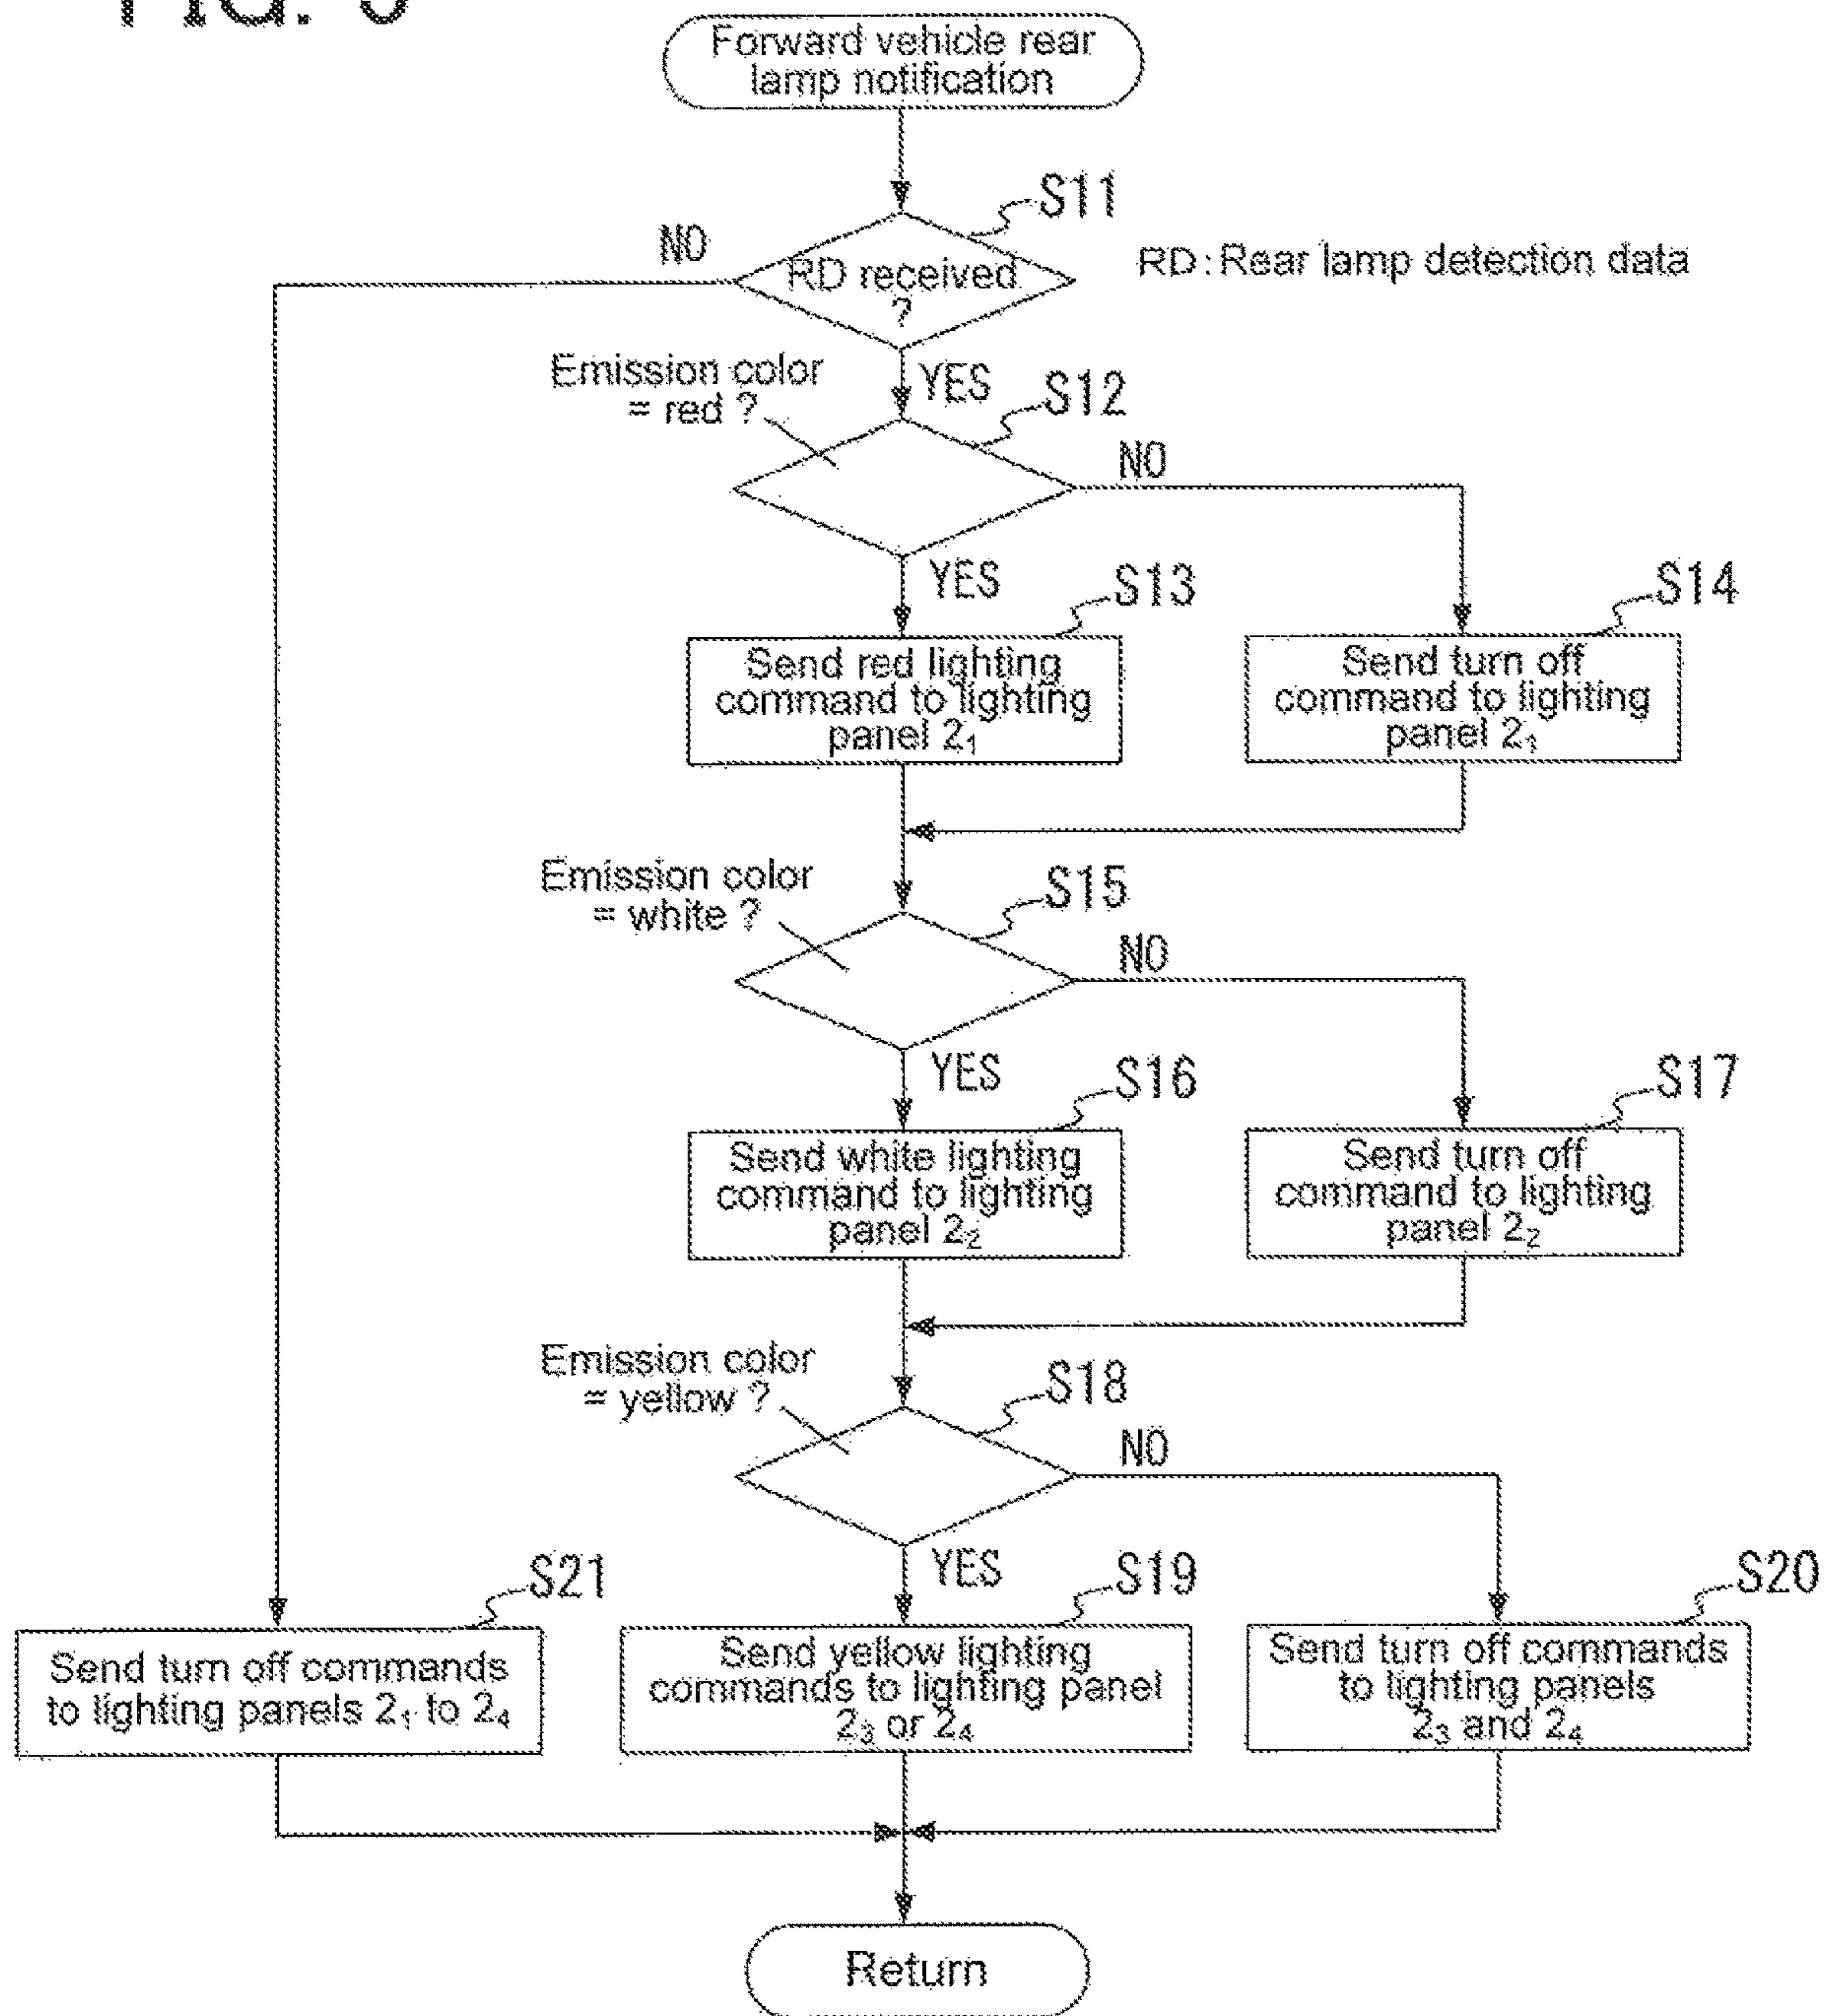 Forward vehicle rear
lamp notification
S11
NO
RD received
?
RD : Rear lamp detection data
YES
Emission color
= red ?
S12
NO
YES
S13
S14
Send red lighting
command to lighting
panel 2₁
Send turn off
command to lighting
panel 2₁
Emission color
= white ?
S15
NO
YES
S16
S17
Send white lighting
command to lighting
panel 2₂
Send turn off
command to lighting
panel 2₂
Emission color
= yellow ?
S18
NO
YES
S21
S19
S20
Send turn off commands
to lighting panels 2₁ to 2₄
Send yellow lighting
commands to lighting panel
2₃ or 2₄
Send turn off commands
to lighting panels
2₃ and 2₄
Return